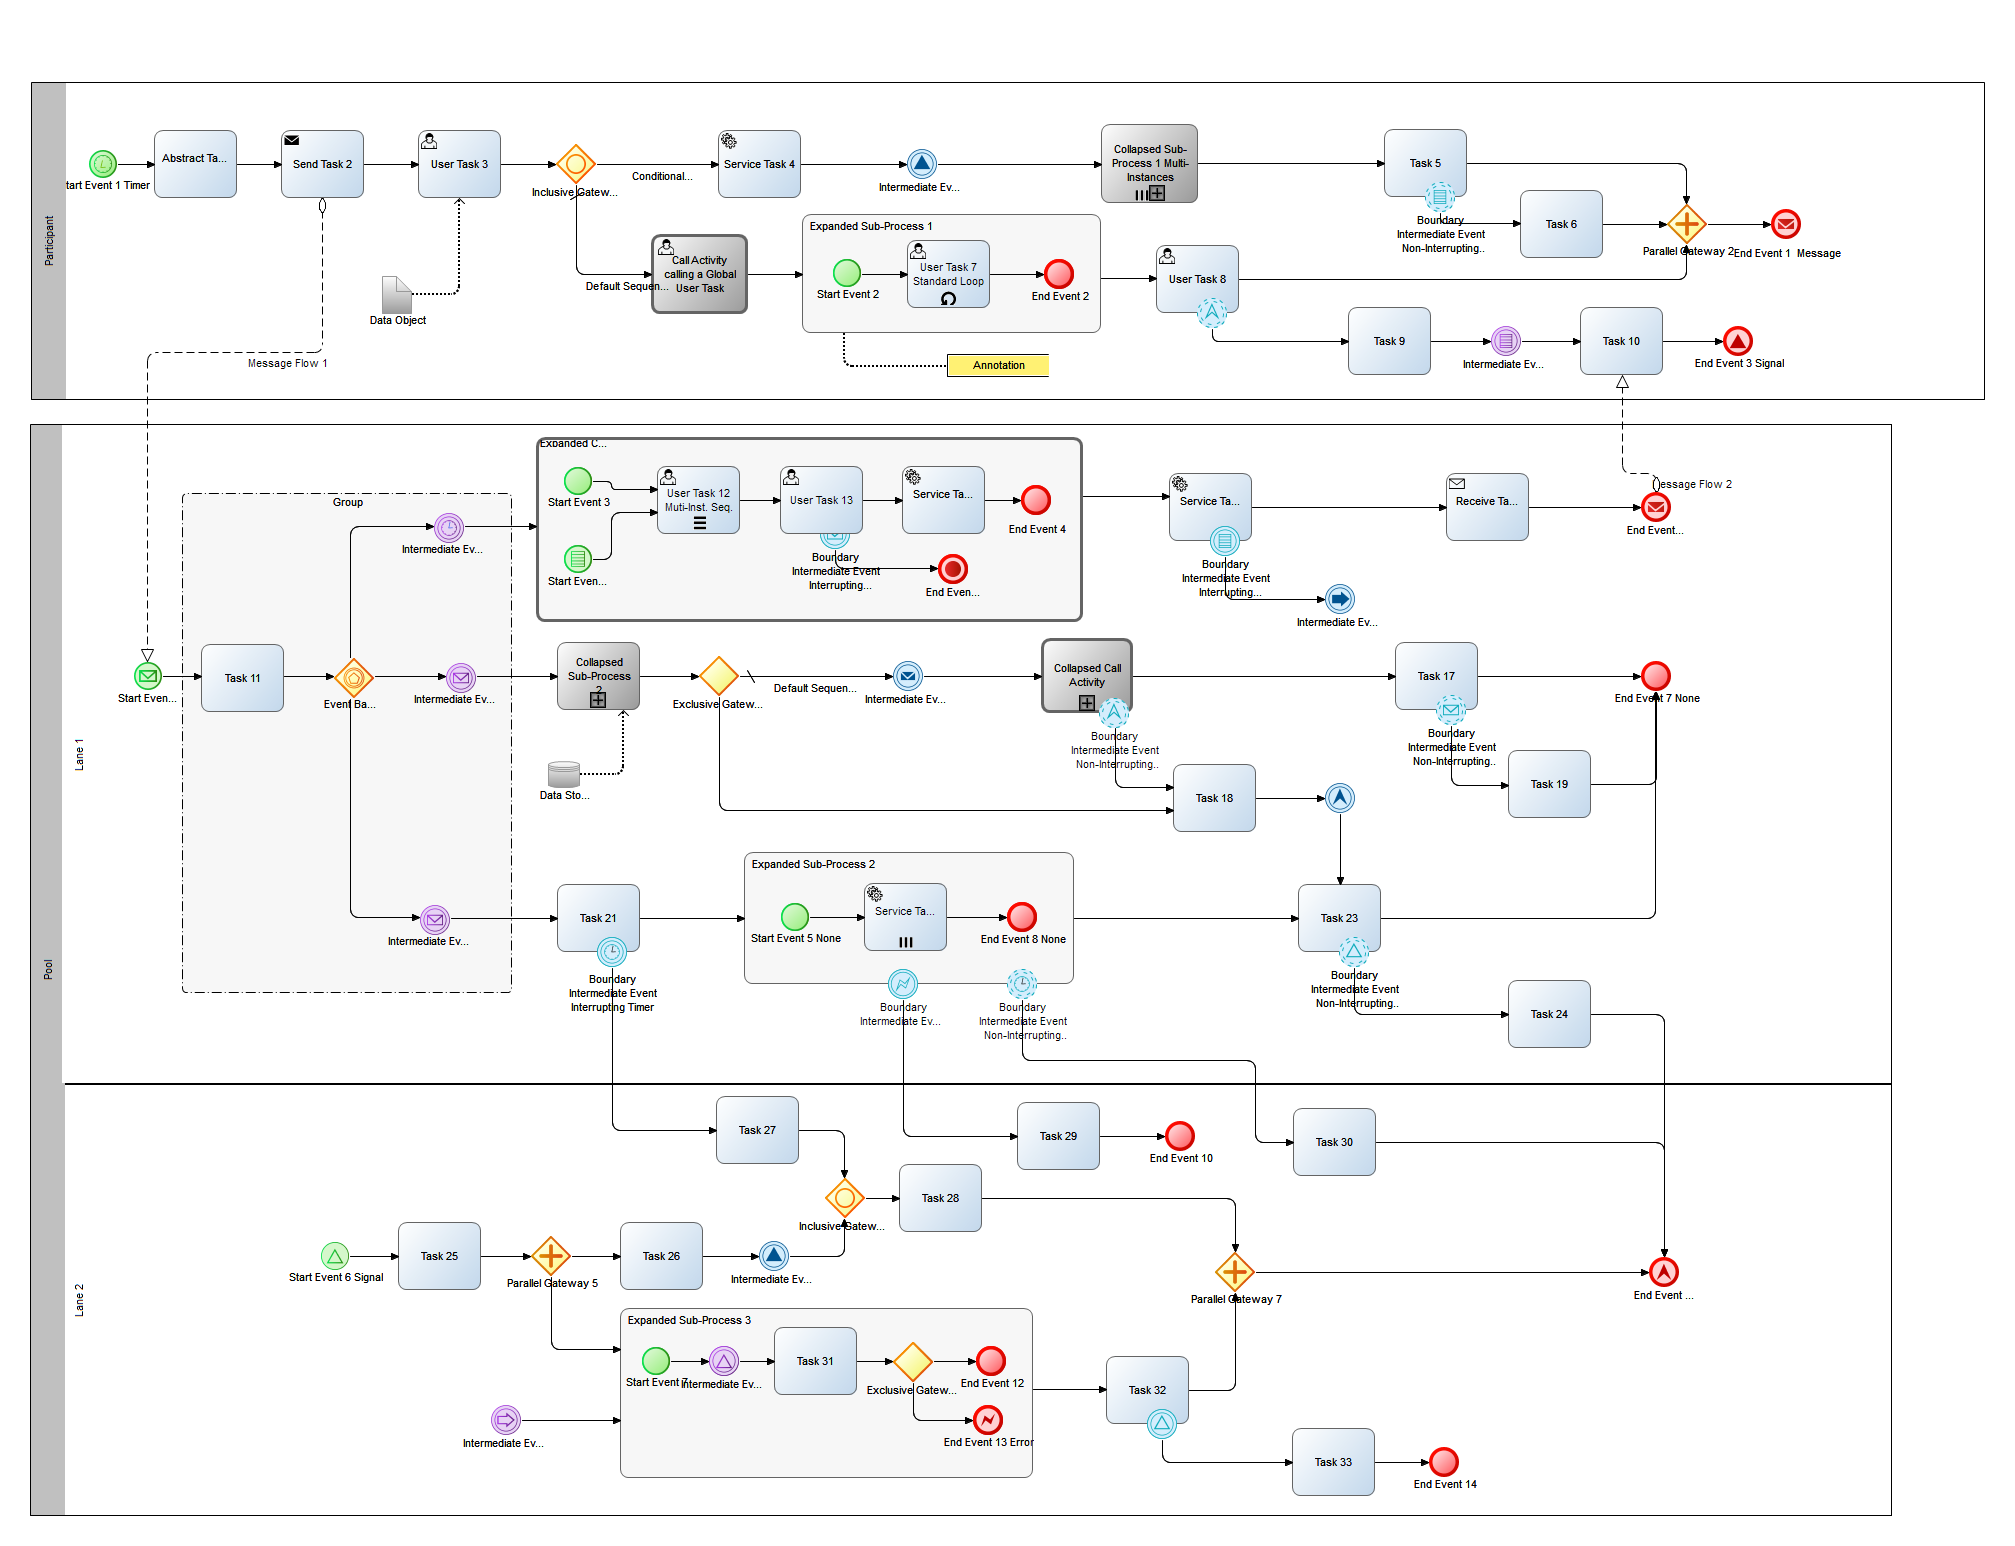 Participant
tart Event 1 Timer
Abstract Ta...
Send Task 2
User Task 3
Inclusive Gatew...
Conditional...
Service Task 4
Intermediate Ev...
Collapsed Sub-
Process 1 Multi-
Instances
Task 5
Boundary
Intermediate Event
Non-Interrupting..
Task 6
Parallel Gateway 2
End Event 1 Message
Data Object
Default Sequen...
Call Activity
calling a Global
User Task
Expanded Sub-Process 1
Start Event 2
User Task 7
Standard Loop
End Event 2
User Task 8
Annotation
Task 9
Intermediate Ev...
Task 10
End Event 3 Signal
Message Flow 1
Pool
Lane 1
Group
Expanded C...
Start Event 3
Start Even...
User Task 12
Muti-Inst. Seq.
User Task 13
Service Ta...
End Event 4
Boundary
Intermediate Event
Interrupting...
End Even...
Service Ta...
Boundary
Intermediate Event
Interrupting...
Intermediate Ev...
Receive Ta...
essage Flow 2
End Event...
Intermediate Ev...
Start Even...
Task 11
Event Ba...
Intermediate Ev...
Collapsed
Sub-Process
2
Exclusive Gatew...
Default Sequen...
Intermediate Ev...
Collapsed Call
Activity
Boundary
Intermediate Event
Non-Interrupting..
Task 17
Boundary
Intermediate Event
Non-Interrupting..
End Event 7 None
Data Sto...
Task 18
Task 19
Intermediate Ev...
Task 21
Boundary
Intermediate Event
Interrupting Timer
Expanded Sub-Process 2
Start Event 5 None
Service Ta...
End Event 8 None
Boundary
Intermediate Ev...
Boundary
Intermediate Event
Non-Interrupting..
Task 23
Boundary
Intermediate Event
Non-Interrupting..
Task 24
Lane 2
Task 27
Task 29
End Event 10
Task 30
Inclusive Gatew...
Task 28
Start Event 6 Signal
Task 25
Parallel Gateway 5
Task 26
Intermediate Ev...
Parallel Gateway 7
End Event ...
Expanded Sub-Process 3
Start Event 7
Intermediate Ev...
Task 31
Exclusive Gatew...
End Event 12
End Event 13 Error
Intermediate Ev...
Task 32
Task 33
End Event 14